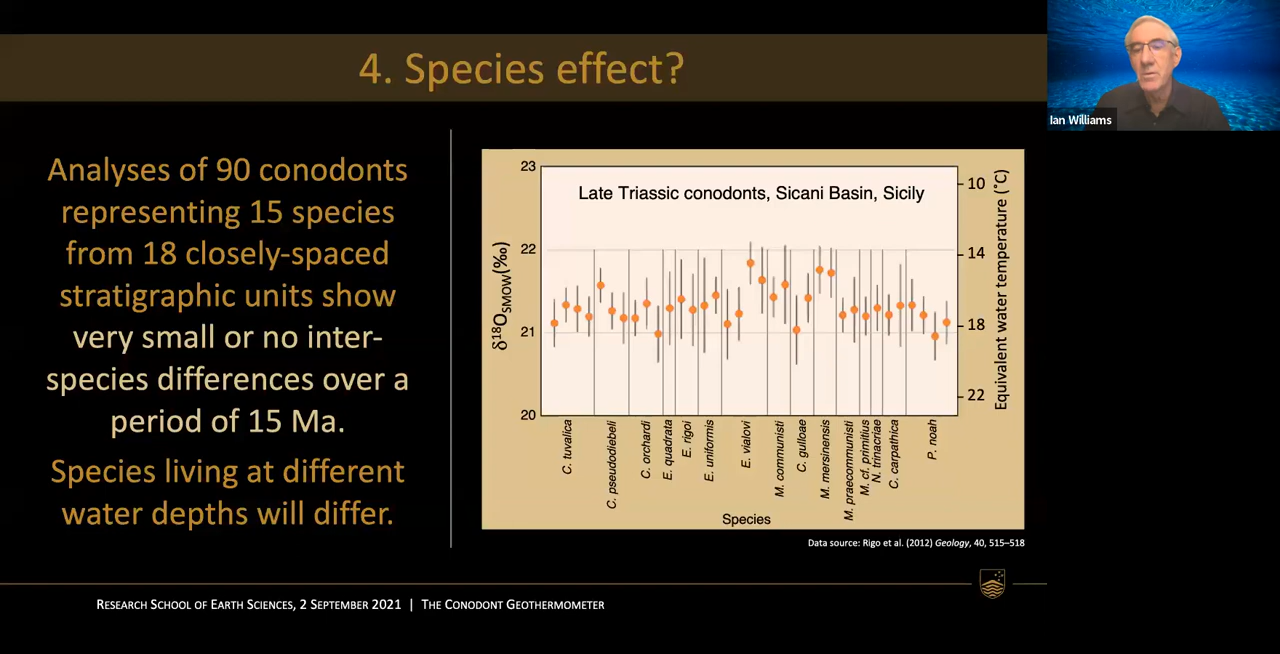 4. Species effect?
Ian Williams
Analyses of 90 conodonts
representing 15 species
from 18 closely-spaced
stratigraphic units show
very small or no inter-
species differences over a
period of 15 Ma.
Species living at different
water depths will differ.
Late Triassic conodonts, Sicani Basin, Sicily
δ¹⁸O_SMOW(‰)
23
22
21
20
Equivalent water temperature (˚C)
10
14
18
22
C. tuvalica
C. pseudodiebeli
C. orchardi
E. quadrata
E. rigoi
E. uniformis
E. vialovi
M. communisti
C. gulloae
M. mersinensis
M. praecommunisti
M. cf. primitius
N. trinacriae
C. carpathica
P. noah
Species
Data source: Rigo et al. (2012) Geology, 40, 515–518
Research School of Earth Sciences, 2 September 2021 | The Conodont Geothermometer